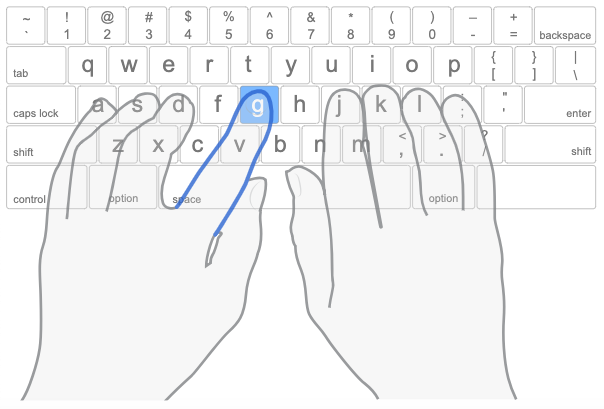 ~ ! @ # $ % ^ & * ( ) – +
` 1 2 3 4 5 6 7 8 9 0 - = backspace
tab q w e r t y u i o p { [ } ] | \
caps lock a s d f g h j k l : ; " ' enter
shift z x c v b n m < , > . ? / shift
control option space option